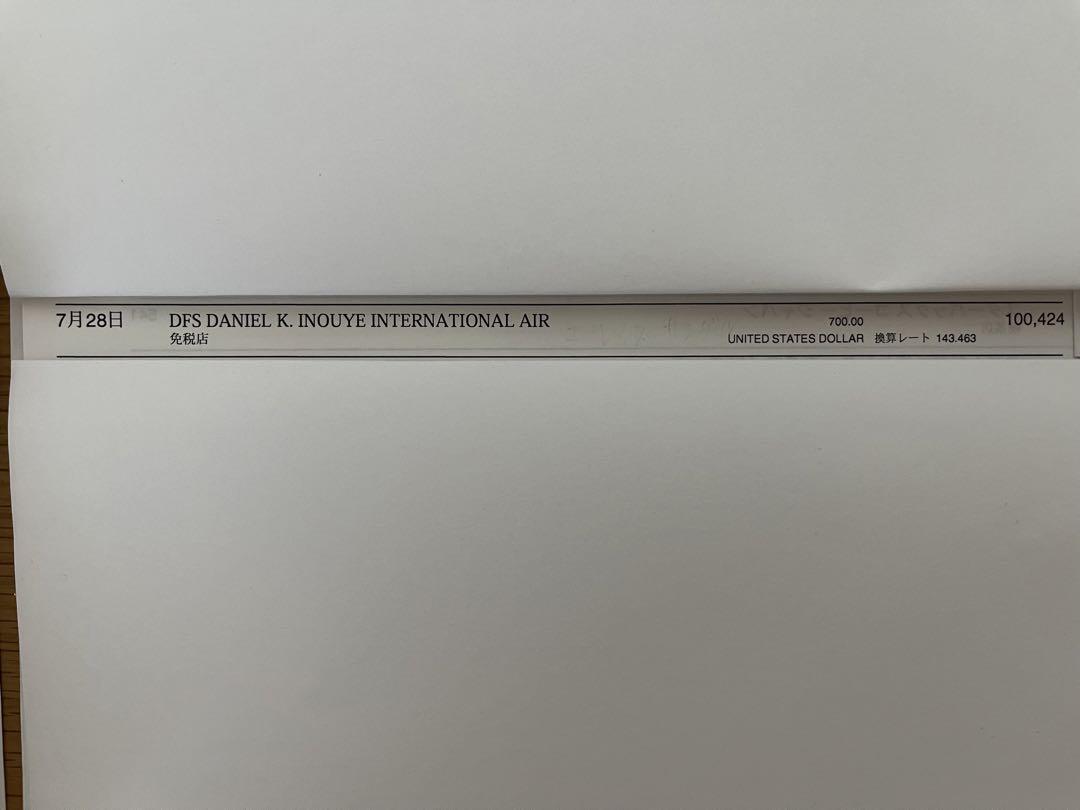 7月28日 DFS DANIEL K. INOUYE INTERNATIONAL AIR 700.00 100,424
免税店 UNITED STATES DOLLAR 換算レート 143.463